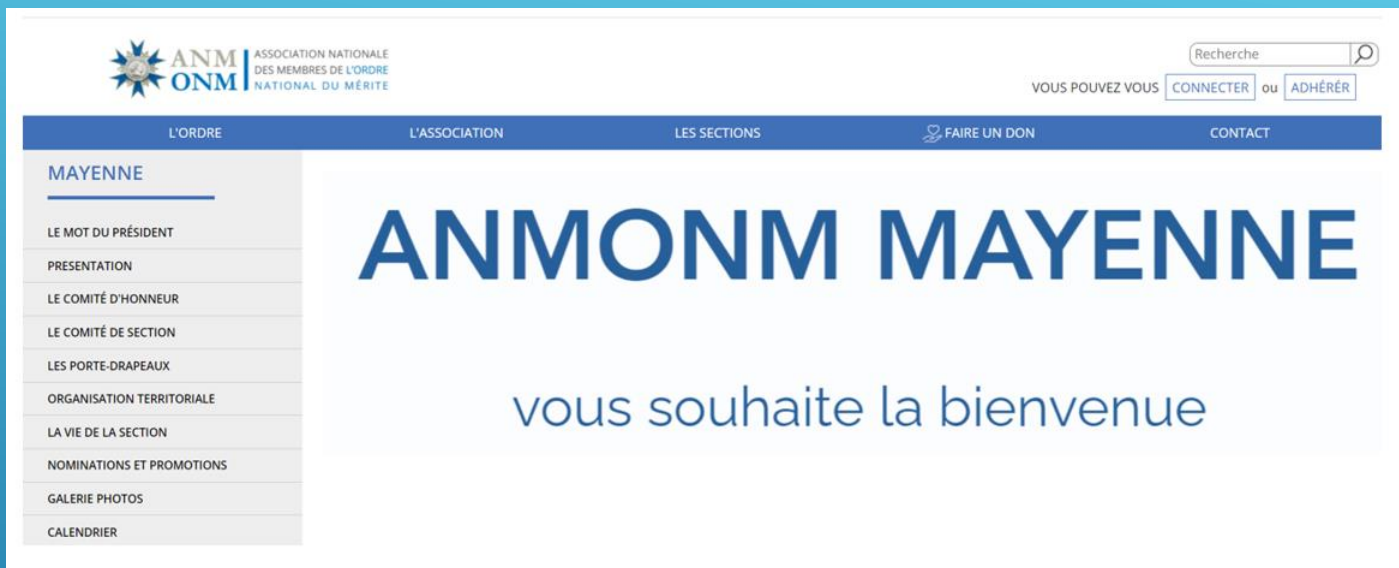 ANM
ONM
ASSOCIATION NATIONALE
DES MEMBRES DE L'ORDRE
NATIONAL DU MÉRITE
Recherche
VOUS POUVEZ VOUS CONNECTER ou ADHÉRÉR
L'ORDRE L'ASSOCIATION LES SECTIONS FAIRE UN DON CONTACT
MAYENNE
LE MOT DU PRÉSIDENT
PRESENTATION
LE COMITÉ D'HONNEUR
LE COMITÉ DE SECTION
LES PORTE-DRAPEAUX
ORGANISATION TERRITORIALE
LA VIE DE LA SECTION
NOMINATIONS ET PROMOTIONS
GALERIE PHOTOS
CALENDRIER
ANMONM MAYENNE
vous souhaite la bienvenue